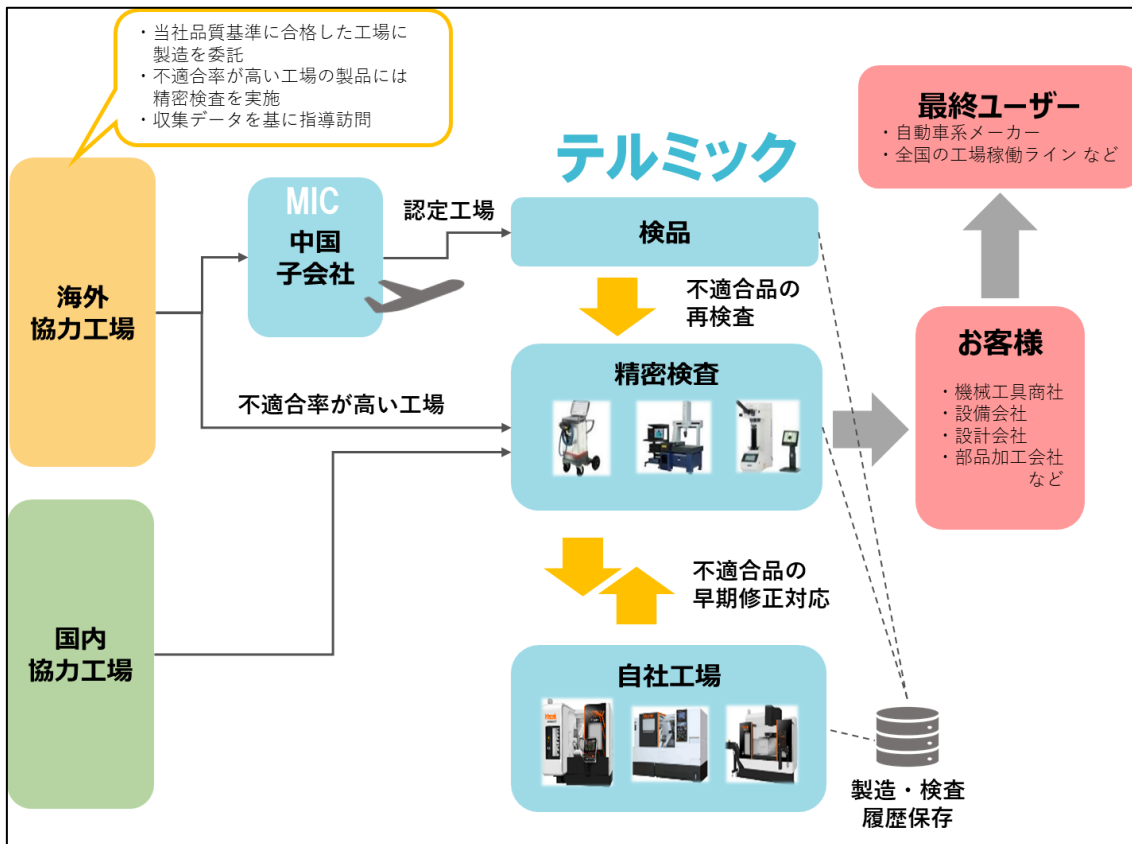 ・当社品質基準に合格した工場に
製造を委託
・不適合率が高い工場の製品には
精密検査を実施
・収集データを基に指導訪問
海外
協力工場
国内
協力工場
MIC
中国
子会社
認定工場
不適合率が高い工場
テルミック
検品
不適合品の
再検査
精密検査
不適合品の
早期修正対応
自社工場
最終ユーザー
・自動車系メーカー
・全国の工場稼働ライン など
お客様
・機械工具商社
・設備会社
・設計会社
・部品加工会社
など
製造・検査
履歴保存